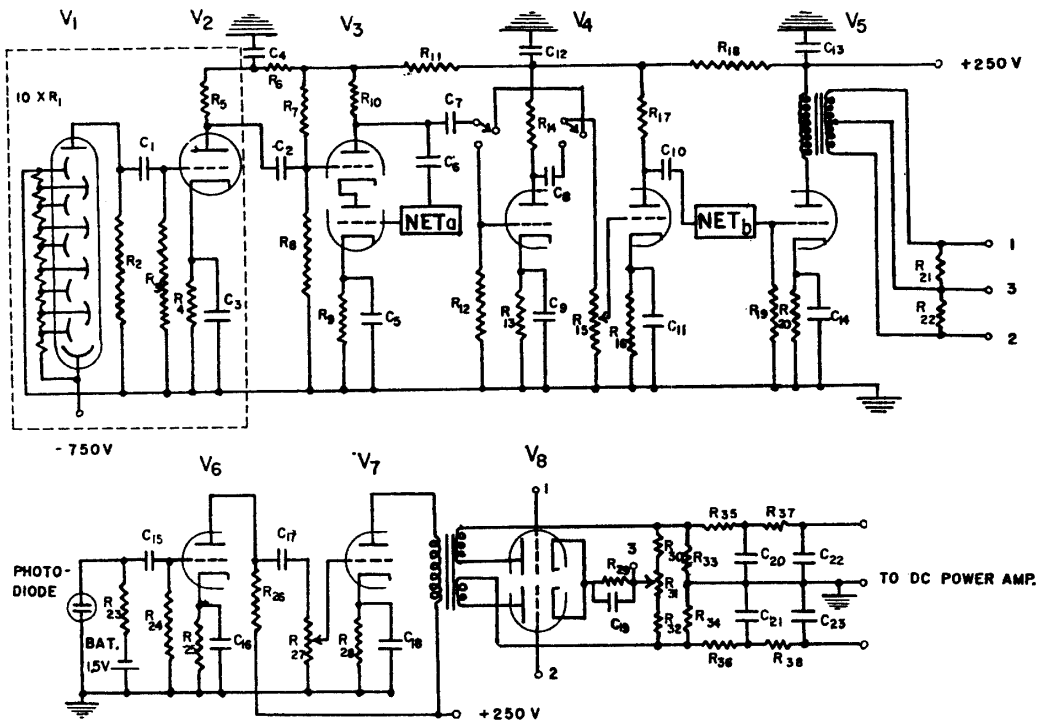 V1 V2 V3 V4 V5
C4 C12 C13
R6 R11 R18 +250 V
10 X R1
R5 R7 R10 C7 R14 R17
C1 C2 C6 C8 C10
NETa NETb
R2 R3 R4 C3 R8 R9 C5 R12 R13 C9 R15 R16 C11 R19 R20 C14
R21 R22
1
3
2
- 750 V
V6 V7 V8
1
C15 C17 R35 R37
R30 R33 C20 C22
3
R29 R31
PHOTO-
DIODE
TO DC POWER AMP.
R23 R24 R25 C16 R26 R27 R28 C18 C19 R32 R34 C21 C23
BAT.
1,5V
R36 R38
2
+250 V